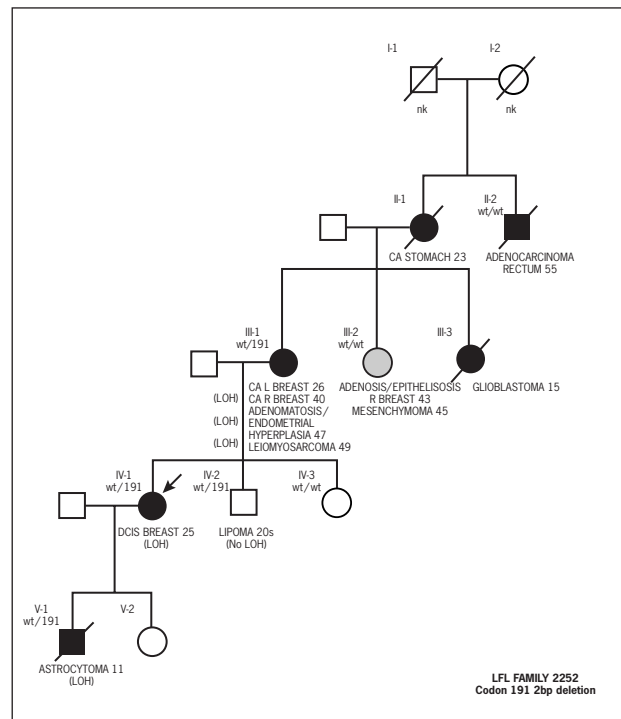 I-1
I-2
nk
nk
II-1
II-2
wt/wt
CA STOMACH 23
ADENOCARCINOMA
RECTUM 55
III-1
wt/191
III-2
wt/wt
III-3
(LOH)
(LOH)
(LOH)
CA L BREAST 26
CA R BREAST 40
ADENOMATOSIS/
ENDOMETRIAL
HYPERPLASIA 47
LEIOMYOSARCOMA 49
ADENOSIS/EPITHELISOSIS
R BREAST 43
MESENCHYMOMA 45
GLIOBLASTOMA 15
IV-1
wt/191
IV-2
wt/191
IV-3
wt/wt
DCIS BREAST 25
(LOH)
LIPOMA 20s
(No LOH)
V-1
wt/191
V-2
ASTROCYTOMA 11
(LOH)
LFL FAMILY 2252
Codon 191 2bp deletion